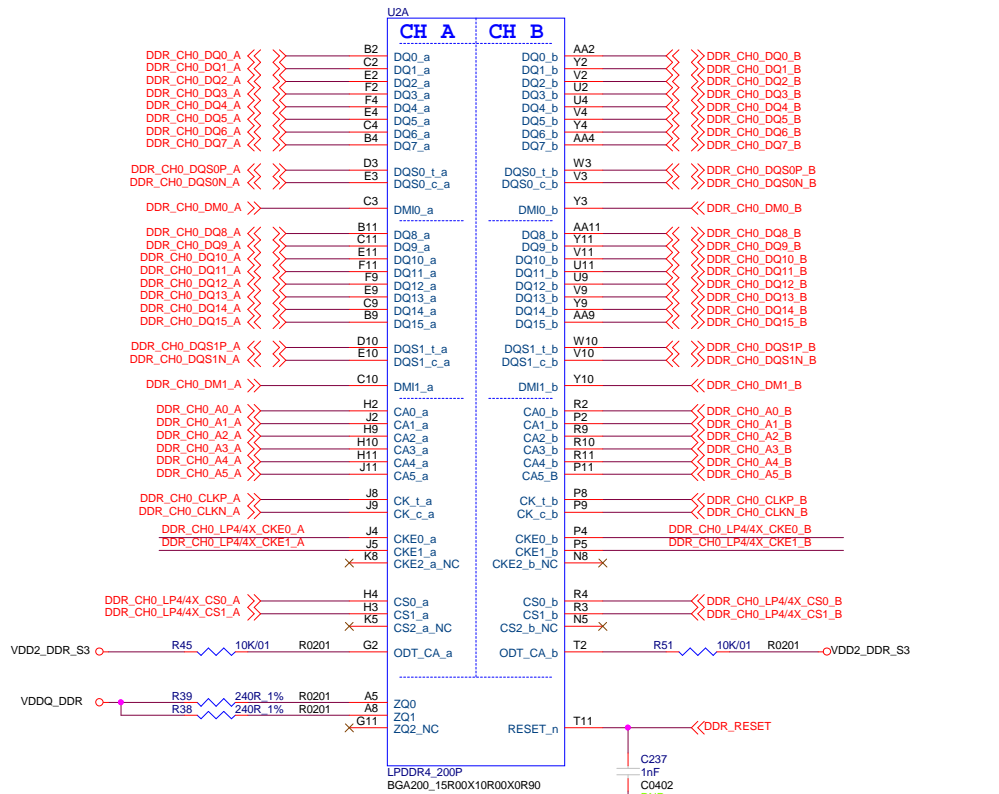 U2A
CH A CH B
DDR_CH0_DQ0_A B2 DQ0_a DQ0_b AA2 DDR_CH0_DQ0_B
DDR_CH0_DQ1_A C2 DQ1_a DQ1_b Y2 DDR_CH0_DQ1_B
DDR_CH0_DQ2_A E2 DQ2_a DQ2_b V2 DDR_CH0_DQ2_B
DDR_CH0_DQ3_A F2 DQ3_a DQ3_b U2 DDR_CH0_DQ3_B
DDR_CH0_DQ4_A F4 DQ4_a DQ4_b U4 DDR_CH0_DQ4_B
DDR_CH0_DQ5_A E4 DQ5_a DQ5_b V4 DDR_CH0_DQ5_B
DDR_CH0_DQ6_A C4 DQ6_a DQ6_b Y4 DDR_CH0_DQ6_B
DDR_CH0_DQ7_A B4 DQ7_a DQ7_b AA4 DDR_CH0_DQ7_B
DDR_CH0_DQS0P_A D3 DQS0_t_a DQS0_t_b W3 DDR_CH0_DQS0P_B
DDR_CH0_DQS0N_A E3 DQS0_c_a DQS0_c_b V3 DDR_CH0_DQS0N_B
DDR_CH0_DM0_A C3 DMI0_a DMI0_b Y3 DDR_CH0_DM0_B
DDR_CH0_DQ8_A B11 DQ8_a DQ8_b AA11 DDR_CH0_DQ8_B
DDR_CH0_DQ9_A C11 DQ9_a DQ9_b Y11 DDR_CH0_DQ9_B
DDR_CH0_DQ10_A E11 DQ10_a DQ10_b V11 DDR_CH0_DQ10_B
DDR_CH0_DQ11_A F11 DQ11_a DQ11_b U11 DDR_CH0_DQ11_B
DDR_CH0_DQ12_A F9 DQ12_a DQ12_b U9 DDR_CH0_DQ12_B
DDR_CH0_DQ13_A E9 DQ13_a DQ13_b V9 DDR_CH0_DQ13_B
DDR_CH0_DQ14_A C9 DQ14_a DQ14_b Y9 DDR_CH0_DQ14_B
DDR_CH0_DQ15_A B9 DQ15_a DQ15_b AA9 DDR_CH0_DQ15_B
DDR_CH0_DQS1P_A D10 DQS1_t_a DQS1_t_b W10 DDR_CH0_DQS1P_B
DDR_CH0_DQS1N_A E10 DQS1_c_a DQS1_c_b V10 DDR_CH0_DQS1N_B
DDR_CH0_DM1_A C10 DMI1_a DMI1_b Y10 DDR_CH0_DM1_B
DDR_CH0_A0_A H2 CA0_a CA0_b R2 DDR_CH0_A0_B
DDR_CH0_A1_A J2 CA1_a CA1_b P2 DDR_CH0_A1_B
DDR_CH0_A2_A H9 CA2_a CA2_b R9 DDR_CH0_A2_B
DDR_CH0_A3_A H10 CA3_a CA3_b R10 DDR_CH0_A3_B
DDR_CH0_A4_A H11 CA4_a CA4_b R11 DDR_CH0_A4_B
DDR_CH0_A5_A J11 CA5_a CA5_B P11 DDR_CH0_A5_B
DDR_CH0_CLKP_A J8 CK_t_a CK_t_b P8 DDR_CH0_CLKP_B
DDR_CH0_CLKN_A J9 CK_c_a CK_c_b P9 DDR_CH0_CLKN_B
DDR_CH0_LP4/4X_CKE0_A J4 CKE0_a CKE0_b P4 DDR_CH0_LP4/4X_CKE0_B
DDR_CH0_LP4/4X_CKE1_A J5 CKE1_a CKE1_b P5 DDR_CH0_LP4/4X_CKE1_B
K8 CKE2_a_NC CKE2_b_NC N8
DDR_CH0_LP4/4X_CS0_A H4 CS0_a CS0_b R4 DDR_CH0_LP4/4X_CS0_B
DDR_CH0_LP4/4X_CS1_A H3 CS1_a CS1_b R3 DDR_CH0_LP4/4X_CS1_B
K5 CS2_a_NC CS2_b_NC N5
VDD2_DDR_S3 R45 10K/01 R0201 G2 ODT_CA_a ODT_CA_b T2 R51 10K/01 R0201 VDD2_DDR_S3
VDDQ_DDR R39 240R_1% R0201 A5 ZQ0
R38 240R_1% R0201 A8 ZQ1
G11 ZQ2_NC RESET_n T11 DDR_RESET
C237
1nF
C0402
LPDDR4_200P
BGA200_15R00X10R00X0R90